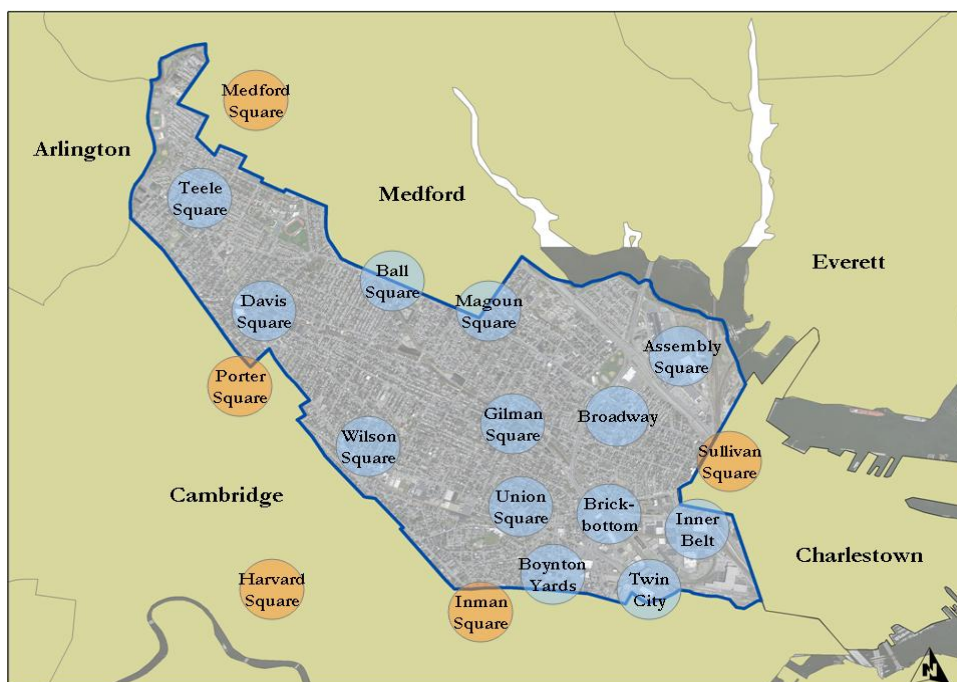 Medford
Square
Arlington
Teele
Square
Medford
Ball
Square
Everett
Davis
Square
Magoun
Square
Assembly
Square
Porter
Square
Gilman
Square
Broadway
Wilson
Square
Sullivan
Square
Cambridge
Union
Square
Brick-
bottom
Inner
Belt
Charlestown
Boynton
Yards
Twin
City
Harvard
Square
Inman
Square
N